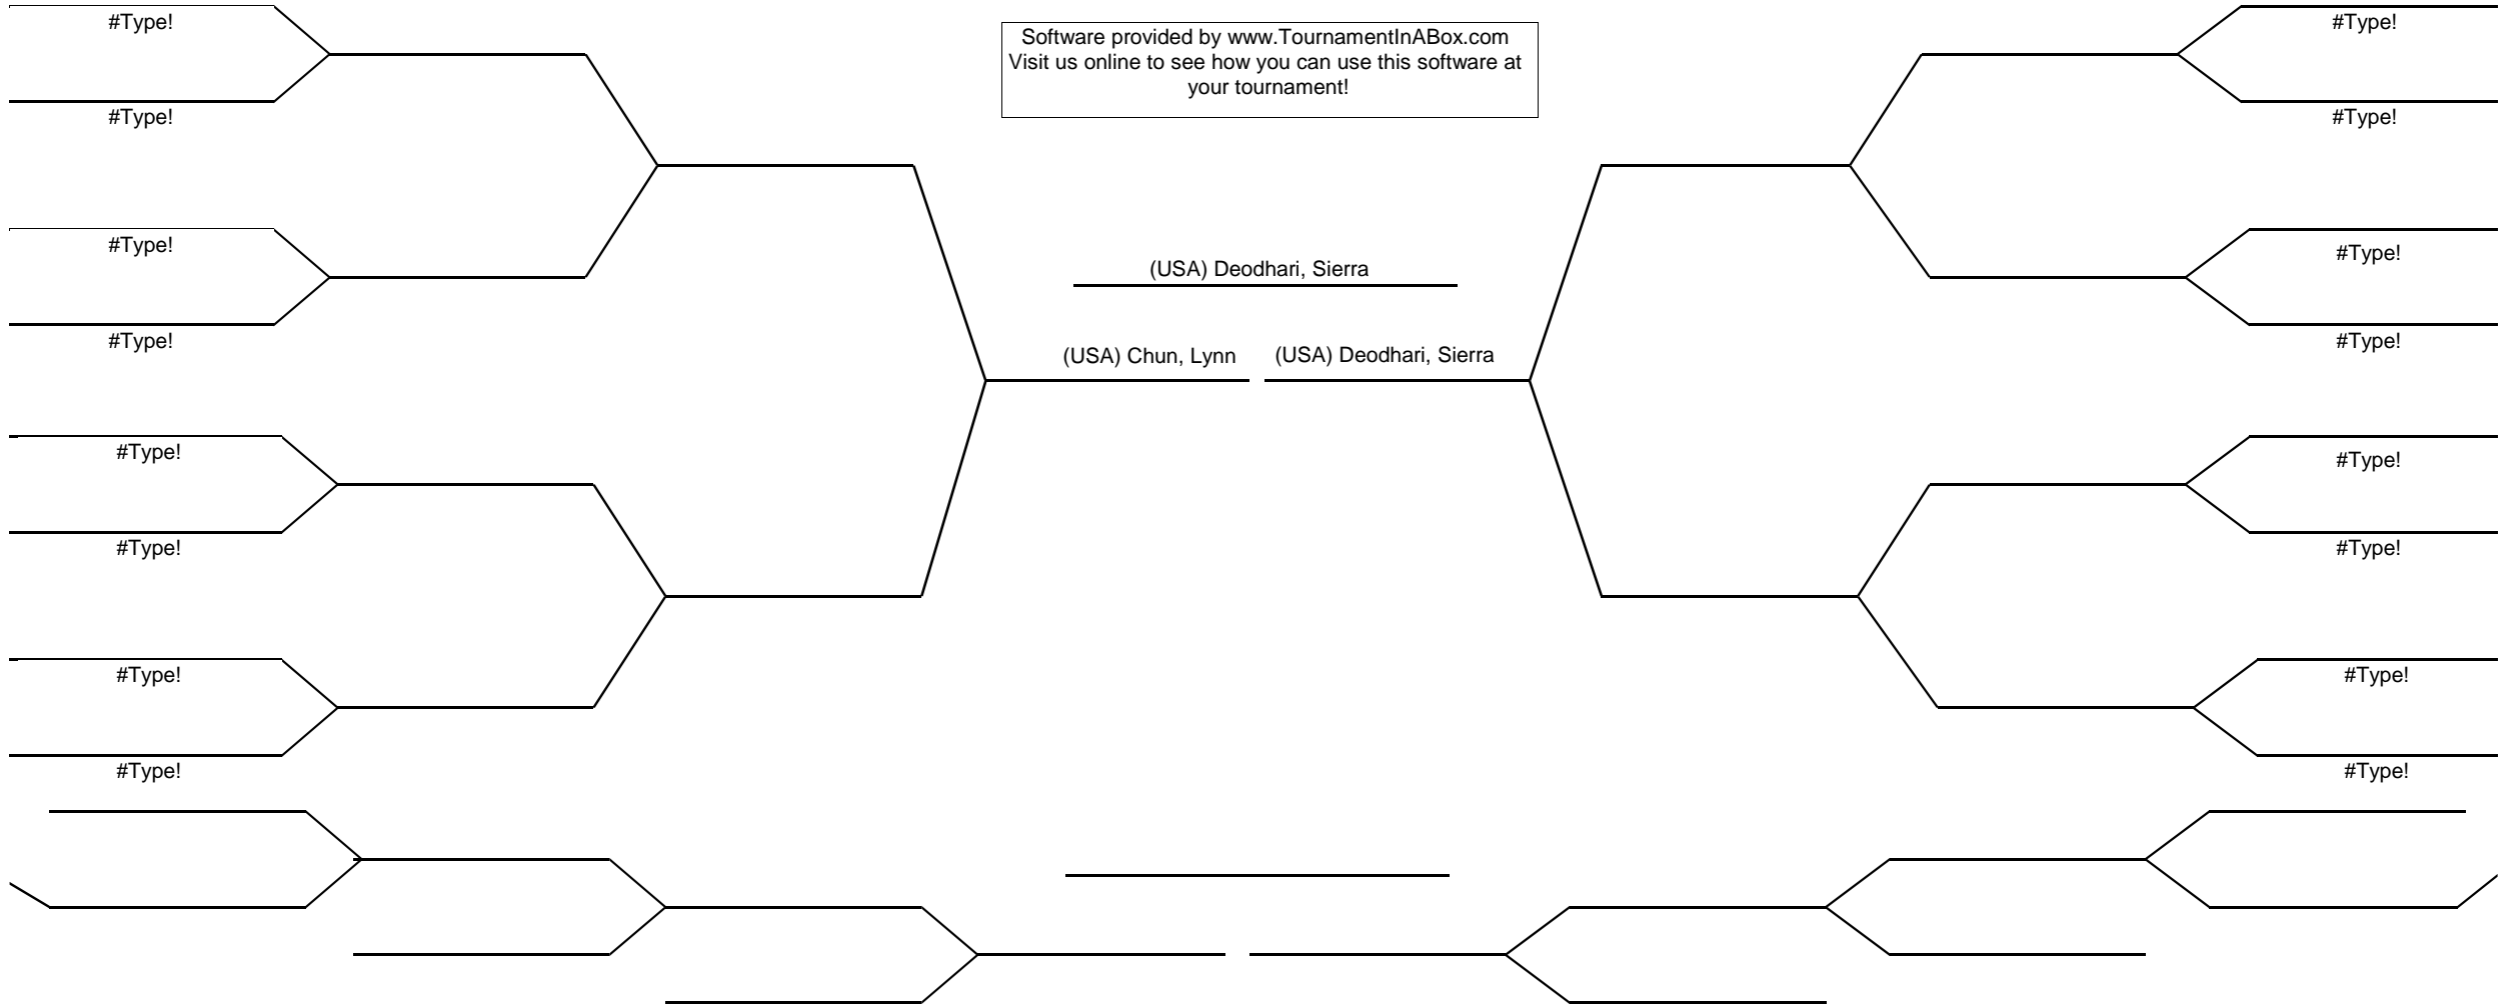 #Type!
#Type!
Software provided by www.TournamentInABox.com
Visit us online to see how you can use this software at
your tournament!
#Type!
#Type!
#Type!
#Type!
(USA) Deodhari, Sierra
#Type!
#Type!
(USA) Chun, Lynn
(USA) Deodhari, Sierra
#Type!
#Type!
#Type!
#Type!
#Type!
#Type!
#Type!
#Type!